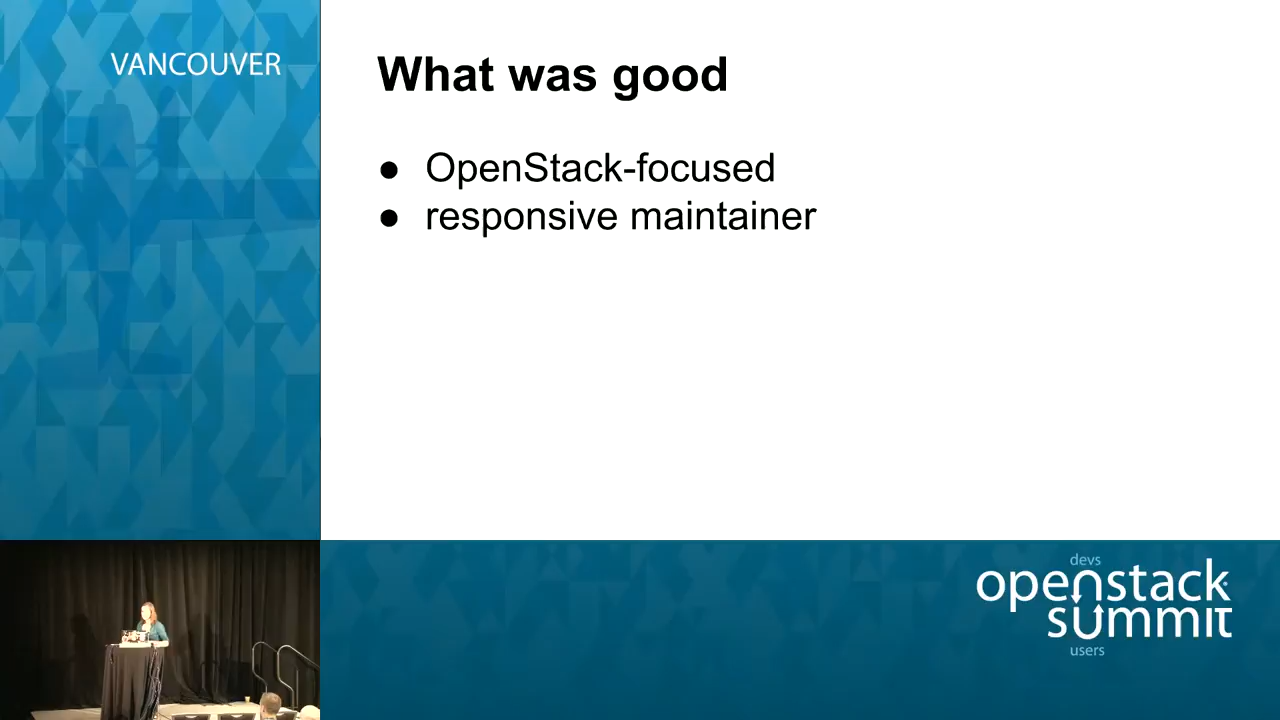 VANCOUVER
What was good
● OpenStack-focused
● responsive maintainer
devs
openstack
summit
users